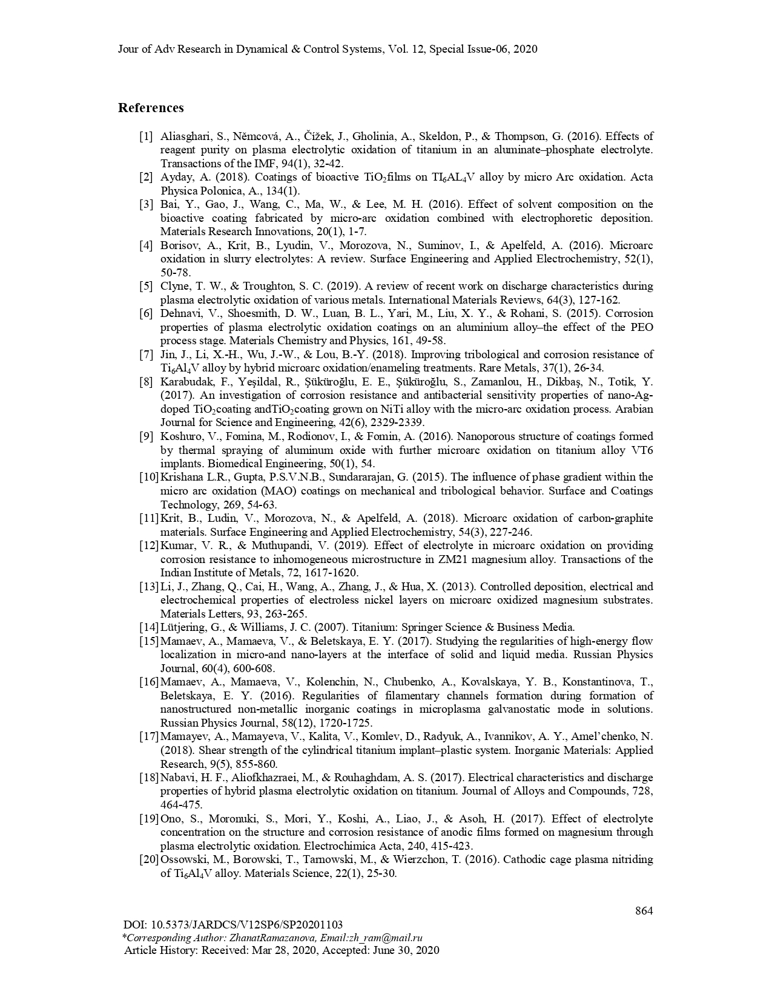 Jour of Adv Research in Dynamical & Control Systems, Vol. 12, Special Issue-06, 2020
References
[1] Aliasghari, S., Němcová, A., Čížek, J., Gholinia, A., Skeldon, P., & Thompson, G. (2016). Effects of
reagent purity on plasma electrolytic oxidation of titanium in an aluminate–phosphate electrolyte.
Transactions of the IMF, 94(1), 32-42.
[2] Ayday, A. (2018). Coatings of bioactive TiO₂films on TI₆AL₄V alloy by micro Arc oxidation. Acta
Physica Polonica, A., 134(1).
[3] Bai, Y., Gao, J., Wang, C., Ma, W., & Lee, M. H. (2016). Effect of solvent composition on the
bioactive coating fabricated by micro-arc oxidation combined with electrophoretic deposition.
Materials Research Innovations, 20(1), 1-7.
[4] Borisov, A., Krit, B., Lyudin, V., Morozova, N., Suminov, I., & Apelfeld, A. (2016). Microarc
oxidation in slurry electrolytes: A review. Surface Engineering and Applied Electrochemistry, 52(1),
50-78.
[5] Clyne, T. W., & Troughton, S. C. (2019). A review of recent work on discharge characteristics during
plasma electrolytic oxidation of various metals. International Materials Reviews, 64(3), 127-162.
[6] Dehnavi, V., Shoesmith, D. W., Luan, B. L., Yari, M., Liu, X. Y., & Rohani, S. (2015). Corrosion
properties of plasma electrolytic oxidation coatings on an aluminium alloy–the effect of the PEO
process stage. Materials Chemistry and Physics, 161, 49-58.
[7] Jin, J., Li, X.-H., Wu, J.-W., & Lou, B.-Y. (2018). Improving tribological and corrosion resistance of
Ti₆Al₄V alloy by hybrid microarc oxidation/enameling treatments. Rare Metals, 37(1), 26-34.
[8] Karabudak, F., Yeşildal, R., Şüküroğlu, E. E., Şüküroğlu, S., Zamanlou, H., Dikbaş, N., Totik, Y.
(2017). An investigation of corrosion resistance and antibacterial sensitivity properties of nano-Ag-
doped TiO₂coating andTiO₂coating grown on NiTi alloy with the micro-arc oxidation process. Arabian
Journal for Science and Engineering, 42(6), 2329-2339.
[9] Koshuro, V., Fomina, M., Rodionov, I., & Fomin, A. (2016). Nanoporous structure of coatings formed
by thermal spraying of aluminum oxide with further microarc oxidation on titanium alloy VT6
implants. Biomedical Engineering, 50(1), 54.
[10] Krishana L.R., Gupta, P.S.V.N.B., Sundararajan, G. (2015). The influence of phase gradient within the
micro arc oxidation (MAO) coatings on mechanical and tribological behavior. Surface and Coatings
Technology, 269, 54-63.
[11] Krit, B., Ludin, V., Morozova, N., & Apelfeld, A. (2018). Microarc oxidation of carbon-graphite
materials. Surface Engineering and Applied Electrochemistry, 54(3), 227-246.
[12] Kumar, V. R., & Muthupandi, V. (2019). Effect of electrolyte in microarc oxidation on providing
corrosion resistance to inhomogeneous microstructure in ZM21 magnesium alloy. Transactions of the
Indian Institute of Metals, 72, 1617-1620.
[13] Li, J., Zhang, Q., Cai, H., Wang, A., Zhang, J., & Hua, X. (2013). Controlled deposition, electrical and
electrochemical properties of electroless nickel layers on microarc oxidized magnesium substrates.
Materials Letters, 93, 263-265.
[14] Lütjering, G., & Williams, J. C. (2007). Titanium: Springer Science & Business Media.
[15] Mamaev, A., Mamaeva, V., & Beletskaya, E. Y. (2017). Studying the regularities of high-energy flow
localization in micro-and nano-layers at the interface of solid and liquid media. Russian Physics
Journal, 60(4), 600-608.
[16] Mamaev, A., Mamaeva, V., Kolenchin, N., Chubenko, A., Kovalskaya, Y. B., Konstantinova, T.,
Beletskaya, E. Y. (2016). Regularities of filamentary channels formation during formation of
nanostructured non-metallic inorganic coatings in microplasma galvanostatic mode in solutions.
Russian Physics Journal, 58(12), 1720-1725.
[17] Mamayev, A., Mamayeva, V., Kalita, V., Komlev, D., Radyuk, A., Ivannikov, A. Y., Amel’chenko, N.
(2018). Shear strength of the cylindrical titanium implant–plastic system. Inorganic Materials: Applied
Research, 9(5), 855-860.
[18] Nabavi, H. F., Aliofkhazraei, M., & Rouhaghdam, A. S. (2017). Electrical characteristics and discharge
properties of hybrid plasma electrolytic oxidation on titanium. Journal of Alloys and Compounds, 728,
464-475.
[19] Ono, S., Moronuki, S., Mori, Y., Koshi, A., Liao, J., & Asoh, H. (2017). Effect of electrolyte
concentration on the structure and corrosion resistance of anodic films formed on magnesium through
plasma electrolytic oxidation. Electrochimica Acta, 240, 415-423.
[20] Ossowski, M., Borowski, T., Tarnowski, M., & Wierzchon, T. (2016). Cathodic cage plasma nitriding
of Ti₆Al₄V alloy. Materials Science, 22(1), 25-30.
864
DOI: 10.5373/JARDCS/V12SP6/SP20201103
*Corresponding Author: ZhanatRamazanova, Email:zh_ram@mail.ru
Article History: Received: Mar 28, 2020, Accepted: June 30, 2020